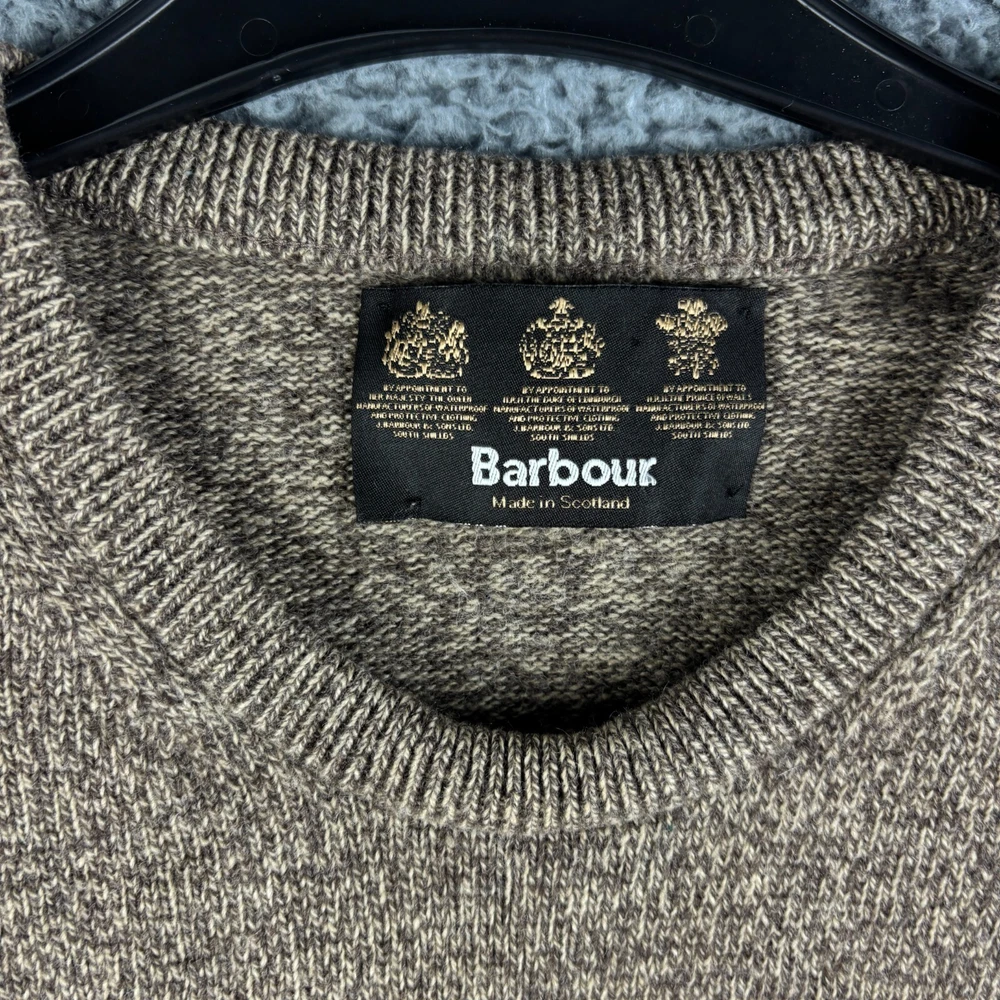 BY APPOINTMENT TO
HER MAJESTY THE QUEEN
MANUFACTURERS OF WATERPROOF
AND PROTECTIVE CLOTHING
J. BARBOUR & SONS LTD.
SOUTH SHIELDS
BY APPOINTMENT TO
H.R.H. THE DUKE OF EDINBURGH
MANUFACTURERS OF WATERPROOF
AND PROTECTIVE CLOTHING
J. BARBOUR & SONS LTD.
SOUTH SHIELDS
BY APPOINTMENT TO
H.R.H. THE PRINCE OF WALES
MANUFACTURERS OF WATERPROOF
AND PROTECTIVE CLOTHING
J. BARBOUR & SONS LTD.
SOUTH SHIELDS
Barbour
Made in Scotland